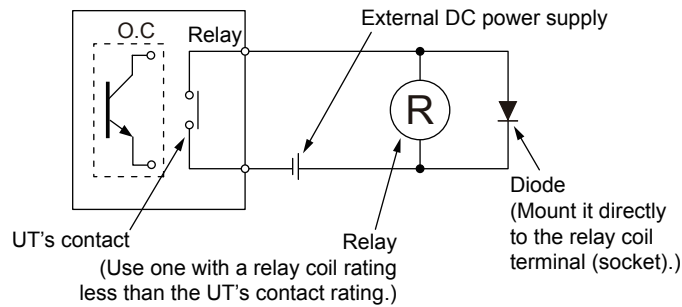 External DC power supply
O.C
Relay
R
Diode
(Mount it directly
to the relay coil
terminal (socket).)
UT's contact
Relay
(Use one with a relay coil rating
less than the UT's contact rating.)